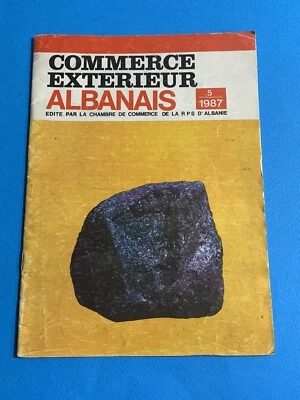 COMMERCE
EXTERIEUR
ALBANAIS
5
1987
EDITE PAR LA CHAMBRE DE COMMERCE DE LA R P S D'ALBANIE